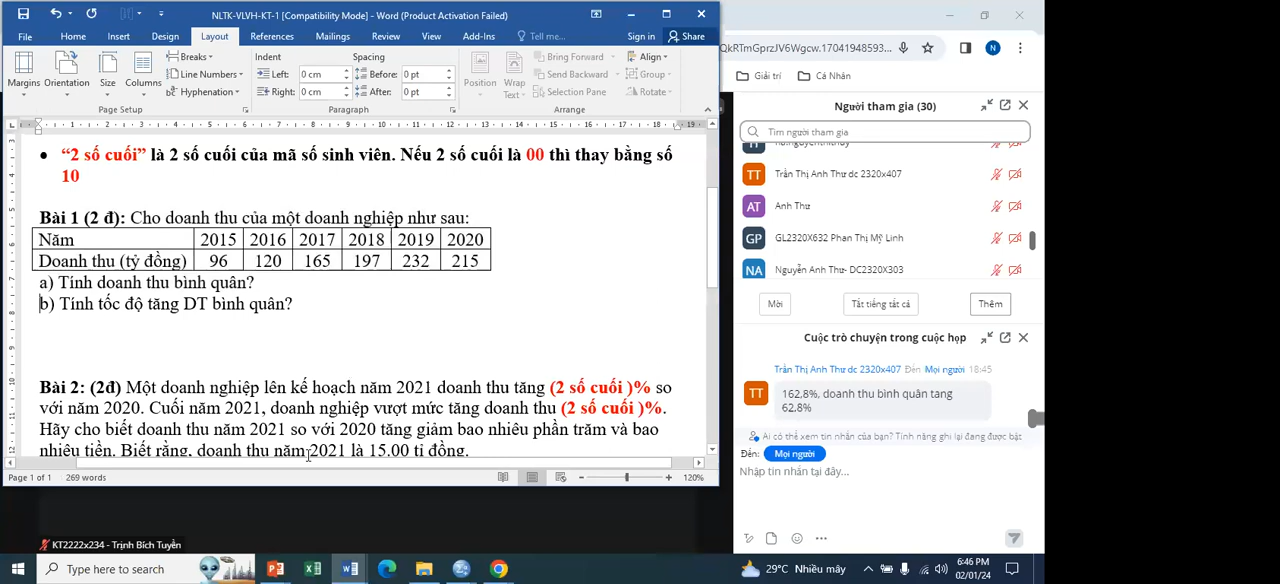 NLTK-VLVH-KT-1 [Compatibility Mode] - Word (Product Activation Failed)
File Home Insert Design Layout References Mailings Review View Add-Ins Tell me... Sign in Share
Margins Orientation Size Columns
Breaks
Line Numbers
Hyphenation
Page Setup
Indent Spacing
Left: 0 cm Before: 0 pt
Right: 0 cm After: 0 pt
Paragraph
Position Wrap Text
Bring Forward Align
Send Backward Group
Selection Pane Rotate
Arrange
• “2 số cuối” là 2 số cuối của mã số sinh viên. Nếu 2 số cuối là 00 thì thay bằng số
10
Bài 1 (2 đ): Cho doanh thu của một doanh nghiệp như sau:
Năm 2015 2016 2017 2018 2019 2020
Doanh thu (tỷ đồng) 96 120 165 197 232 215
a) Tính doanh thu bình quân?
b) Tính tốc độ tăng DT bình quân?
Bài 2: (2đ) Một doanh nghiệp lên kế hoạch năm 2021 doanh thu tăng (2 số cuối )% so
với năm 2020. Cuối năm 2021, doanh nghiệp vượt mức tăng doanh thu (2 số cuối )%.
Hãy cho biết doanh thu năm 2021 so với 2020 tăng giảm bao nhiêu phần trăm và bao
nhiêu tiền. Biết rằng, doanh thu năm 2021 là 15.00 tỉ đồng.
Page 1 of 1 269 words 120%
KT2222x234 - Trịnh Bích Tuyền
QkRTmGprzJV6Wgcw.17041948593... N
Giải trí Cá Nhân
Người tham gia (30)
Tìm người tham gia
TT Trần Thị Anh Thư dc 2320x407
AT Anh Thư
GP GL2320X632 Phan Thị Mỹ Linh
NA Nguyễn Anh Thư- DC2320X303
Mời Tắt tiếng tất cả Thêm
Cuộc trò chuyện trong cuộc họp
Trần Thị Anh Thư dc 2320x407 Đến Mọi người 18:45
TT 162,8%, doanh thu bình quân tang
62,8%
Ai có thể xem tin nhắn của bạn? Tính năng ghi lại đang được bật
Đến: Mọi người
Nhập tin nhắn tại đây...
Type here to search
29°C Nhiều mây
6:46 PM
02/01/24